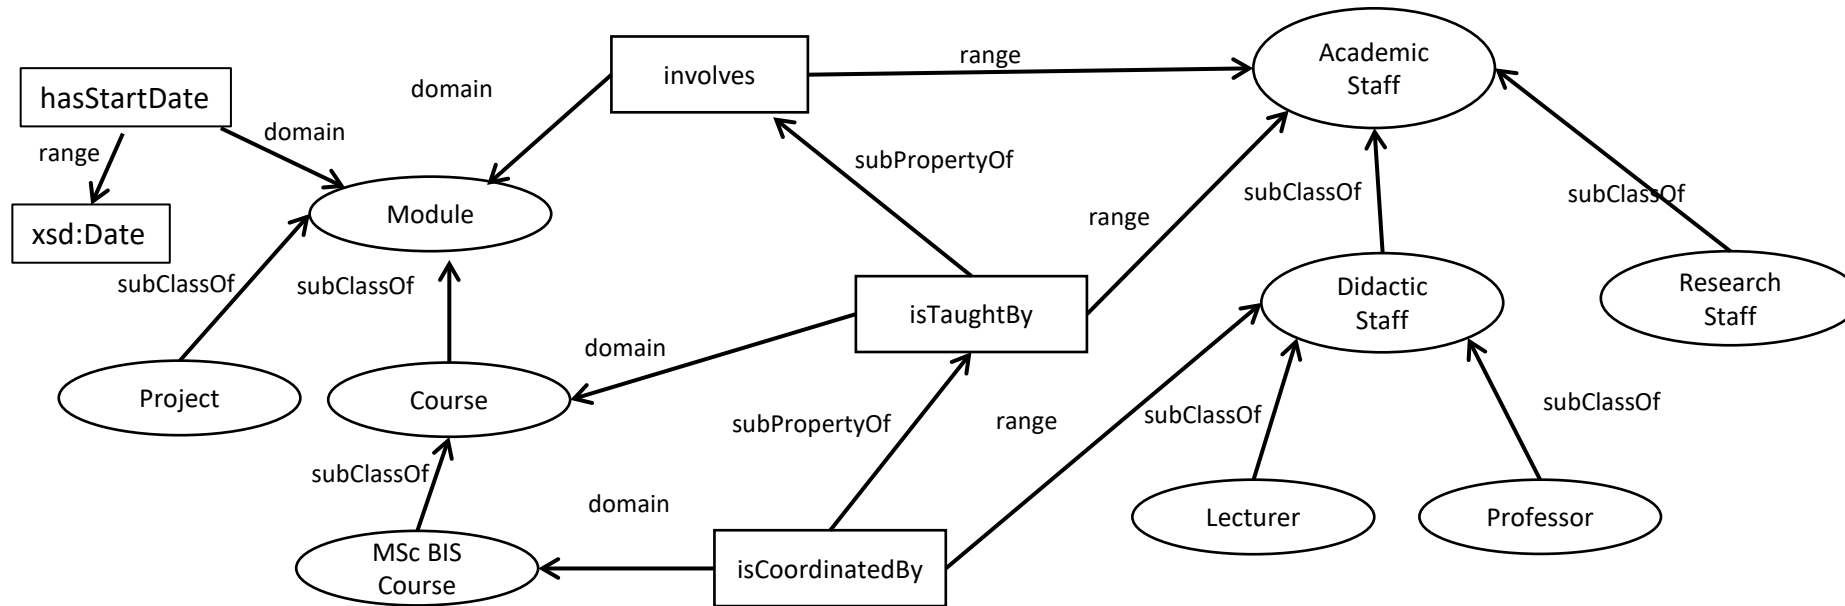 involves
range
Academic
Staff
hasStartDate
domain
domain
range
subPropertyOf
subClassOf
subClassOf
Module
range
xsd:Date
subClassOf
subClassOf
isTaughtBy
Didactic
Staff
Research
Staff
domain
Project
Course
subPropertyOf
range
subClassOf
subClassOf
subClassOf
domain
Lecturer
Professor
MSc BIS
Course
isCoordinatedBy